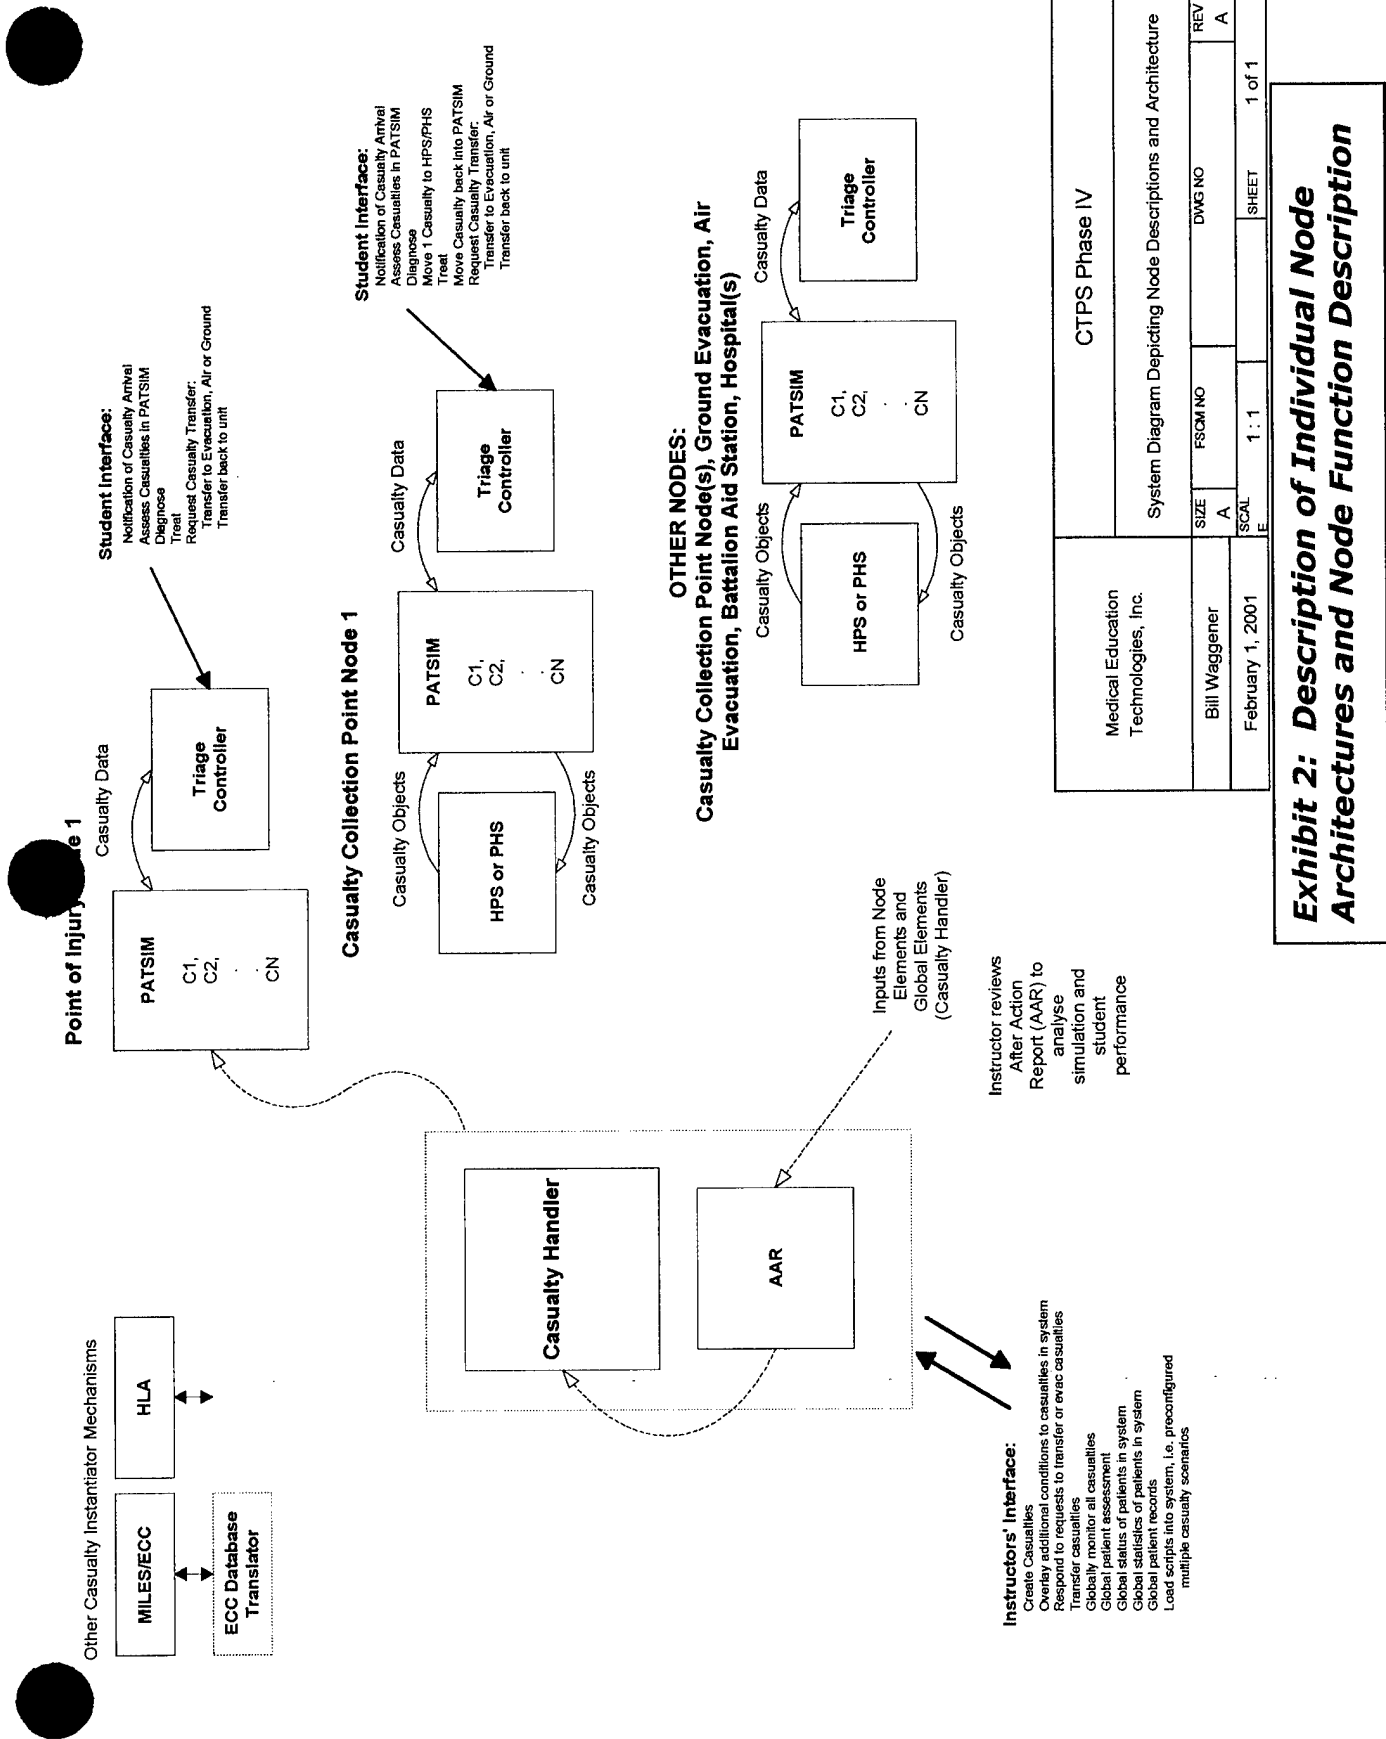 Other Casualty Instantiator Mechanisms
MILES/ECC
HLA
ECC Database
Translator
Point of Injury
e 1
PATSIM
C1,
C2,
.
.
CN
Casualty Data
Triage
Controller
Student Interface:
Notification of Casualty Arrival
Assess Casualties in PATSIM
Diagnose
Treat
Request Casualty Transfer:
Transfer to Evacuation, Air or Ground
Transfer back to unit
Casualty Collection Point Node 1
Casualty Objects
HPS or PHS
Casualty Objects
PATSIM
C1,
C2,
.
.
CN
Casualty Data
Triage
Controller
Student Interface:
Notification of Casualty Arrival
Assess Casualties in PATSIM
Diagnose
Move 1 Casualty to HPS/PHS
Treat
Move Casualty back into PATSIM
Request Casualty Transfer:
Transfer to Evacuation, Air or Ground
Transfer back to unit
Casualty Handler
AAR
Inputs from Node
Elements and
Global Elements
(Casualty Handler)
Instructor reviews
After Action
Report (AAR) to
analyse
simulation and
student
performance
OTHER NODES:
Casualty Collection Point Node(s), Ground Evacuation, Air
Evacuation, Battalion Aid Station, Hospital(s)
Casualty Objects
HPS or PHS
Casualty Objects
PATSIM
C1,
C2,
.
.
CN
Casualty Data
Triage
Controller
Instructors' Interface:
Create Casualties
Overlay additional conditions to casualties in system
Respond to requests to transfer or evac casualties
Transfer casualties
Globally monitor all casualties
Global patient assessment
Global status of patients in system
Global statistics of patients in system
Global patient records
Load scripts into system, i.e. preconfigured
multiple casualty scenarios
Medical Education
Technologies, Inc.
CTPS Phase IV
System Diagram Depicting Node Descriptions and Architecture
Bill Waggener
SIZE
A
FSCM NO
DWG NO
REV
A
February 1, 2001
SCAL
E
1 : 1
SHEET
1 of 1
Exhibit 2: Description of Individual Node
Architectures and Node Function Description